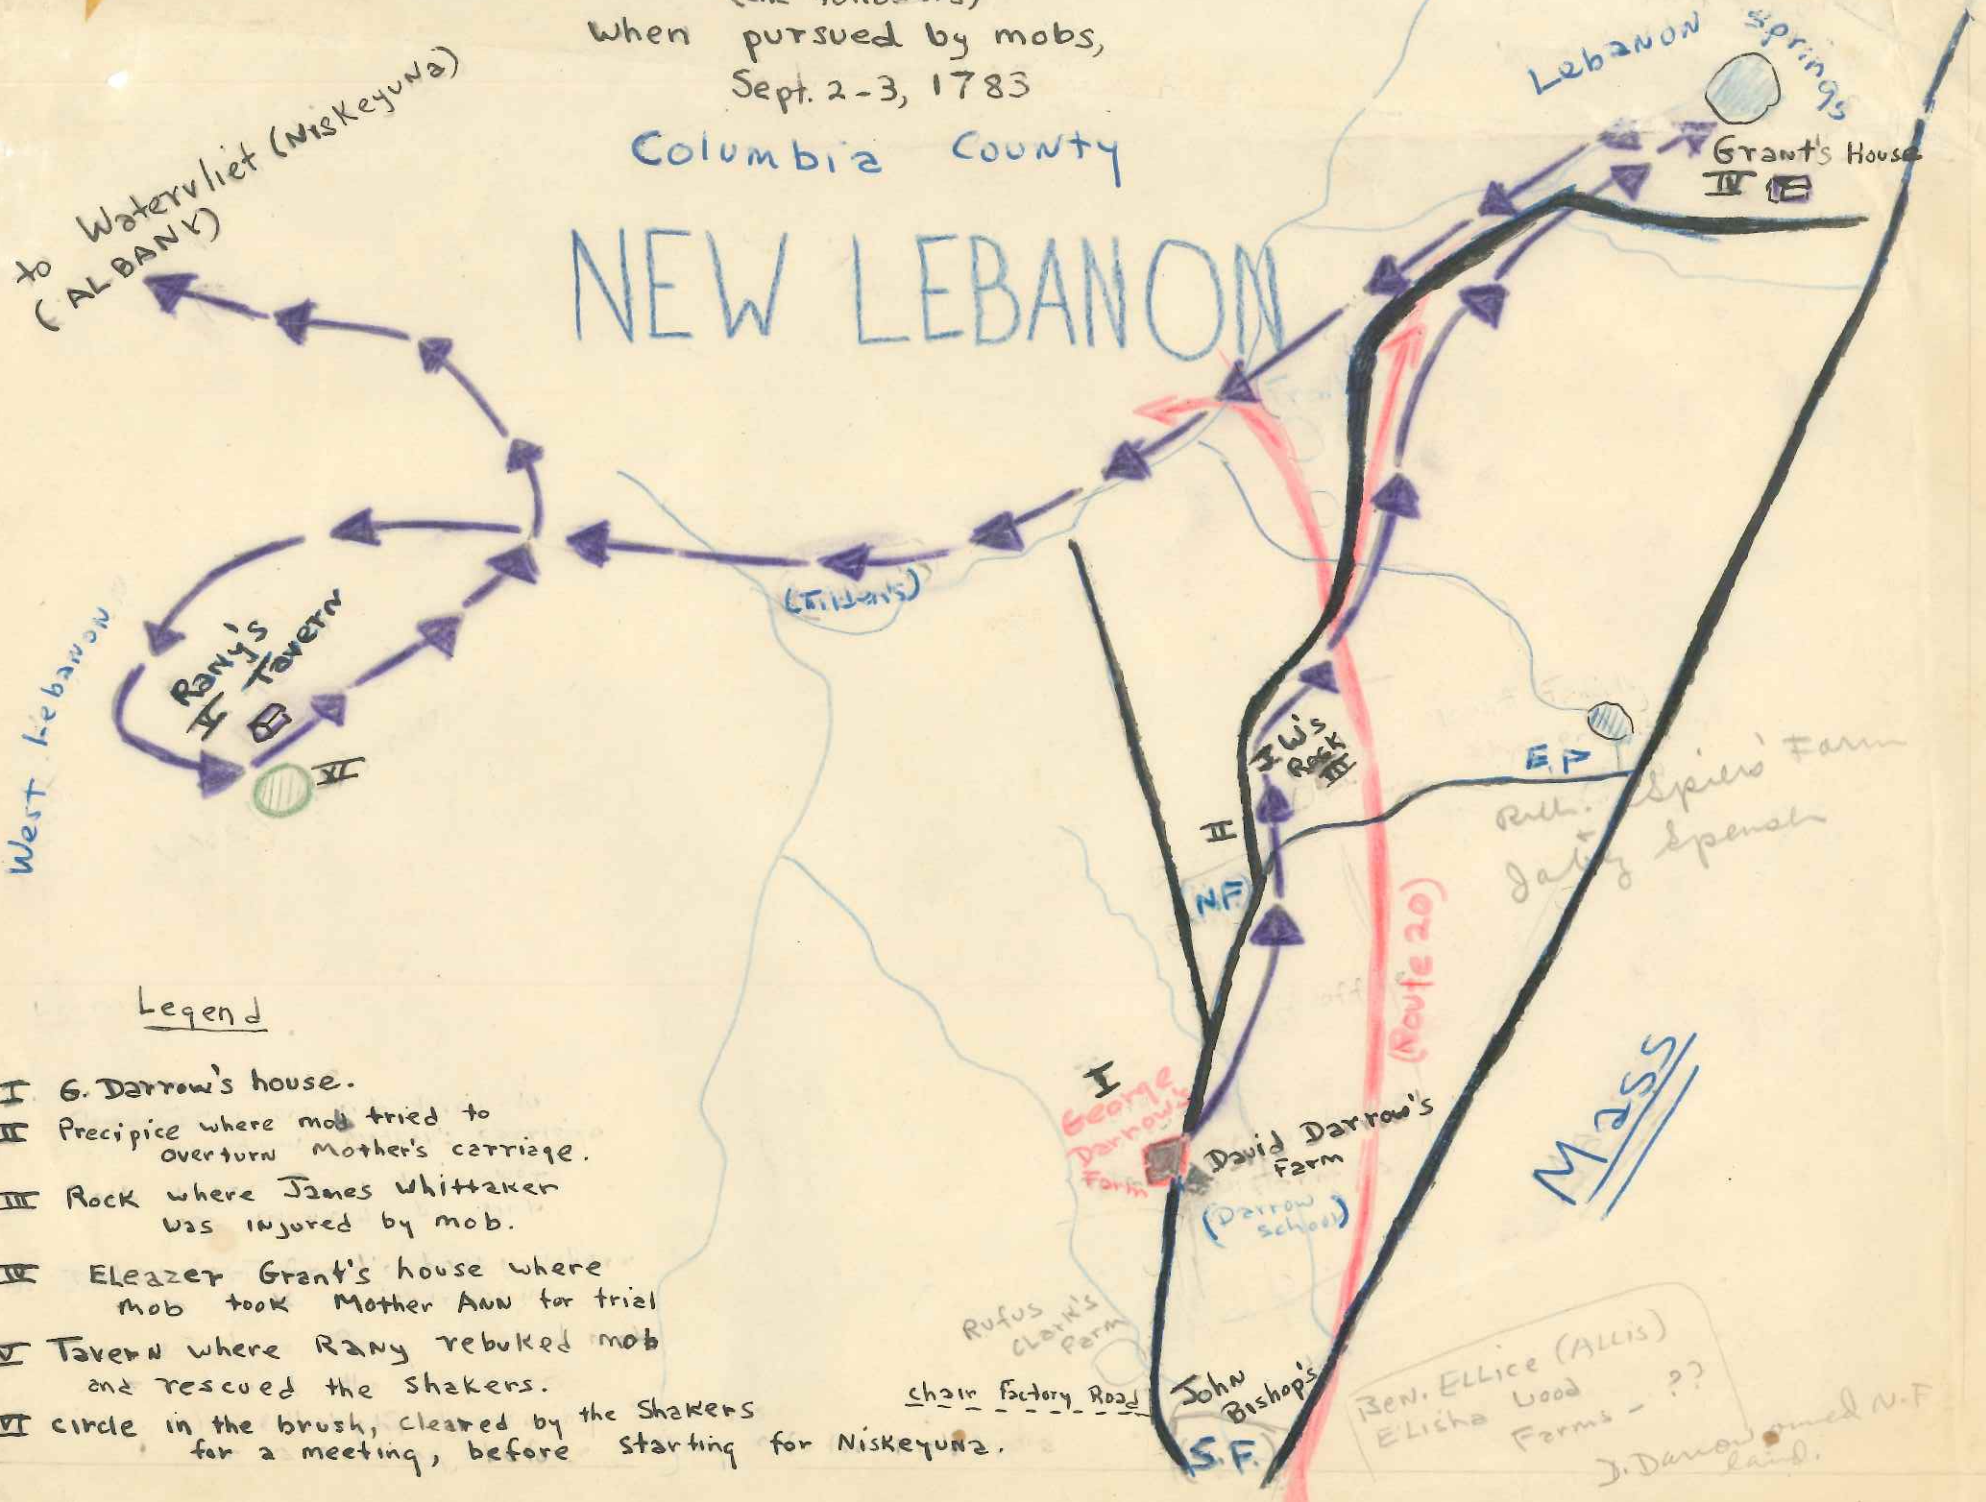 When pursued by mobs,
Sept. 2-3, 1783
Columbia County
NEW LEBANON
Lebanon Springs
Grant's House
IV
to Watervliet (Niskeyuna)
(ALBANY)
West Lebanon
Rany's
V Tavern
VI
(Tilden's)
J W's
Rock
III
II
N.F.
E.P
Spiers' Farm
(Route 20)
Mass
I
George
Darrow's
Farm
David Darrow's
Farm
(Darrow
School)
Rufus
Clark's
Farm
Chair Factory Road
John
Bishop's
(S.F.)
Ben. Ellice (Allis)
Elisha Wood ??
Farms -
D. Darrow owned N.F
land.
Legend
I G. Darrow's house.
II Precipice where mob tried to
overturn Mother's carriage.
III Rock where James Whittaker
was injured by mob.
IV Eleazer Grant's house where
mob took Mother Ann for trial
V Tavern where Rany rebuked mob
and rescued the Shakers.
VI circle in the brush, cleared by the Shakers
for a meeting, before starting for Niskeyuna.